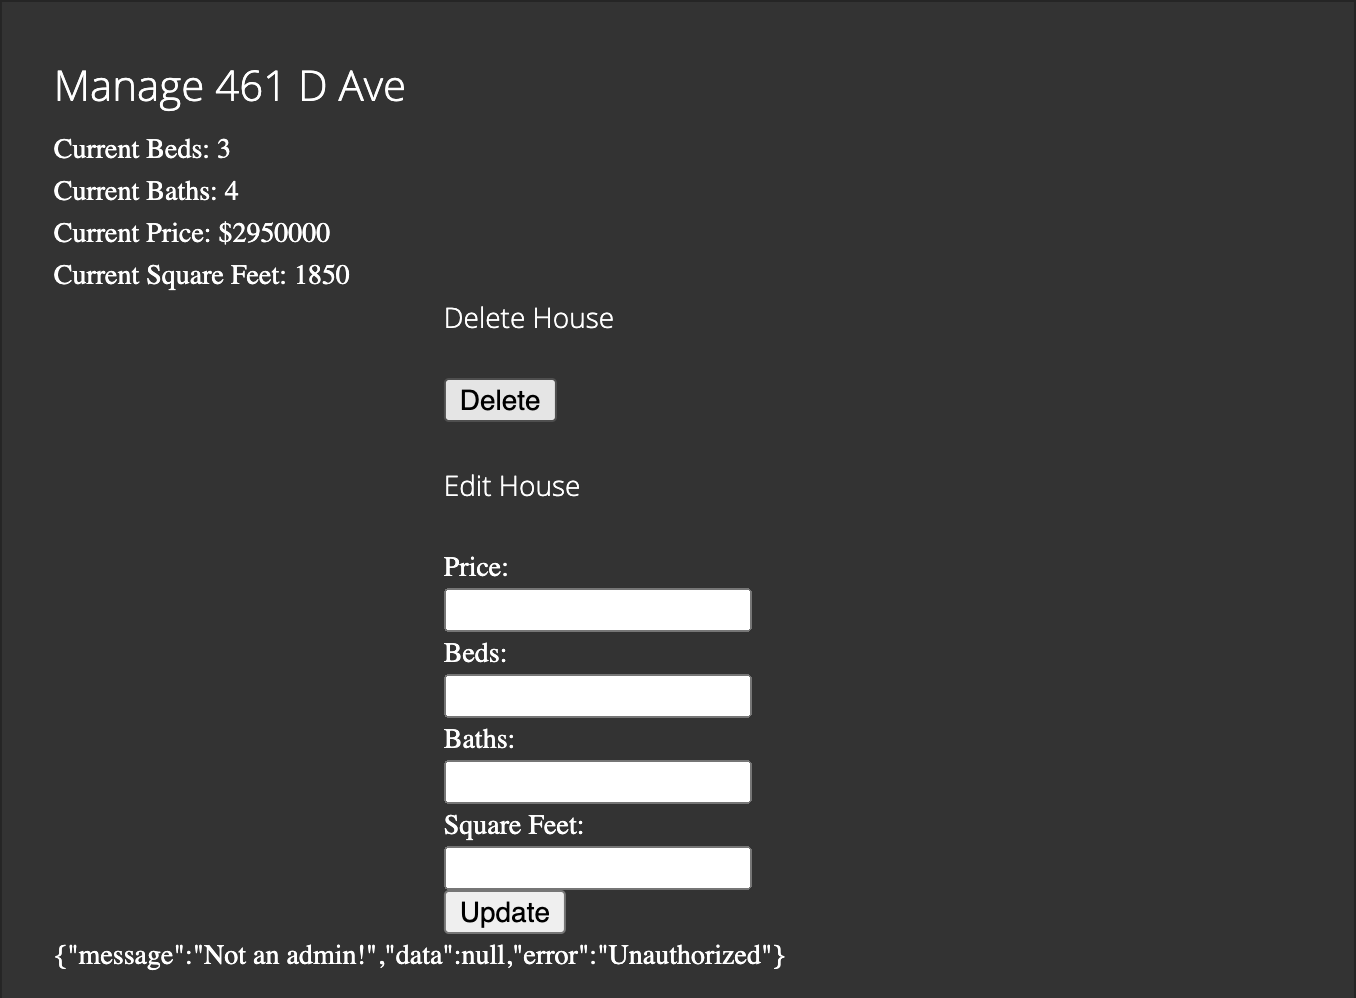 Manage 461 D Ave
Current Beds: 3
Current Baths: 4
Current Price: $2950000
Current Square Feet: 1850
Delete House
Delete
Edit House
Price:
Beds:
Baths:
Square Feet:
Update
{"message":"Not an admin!","data":null,"error":"Unauthorized"}